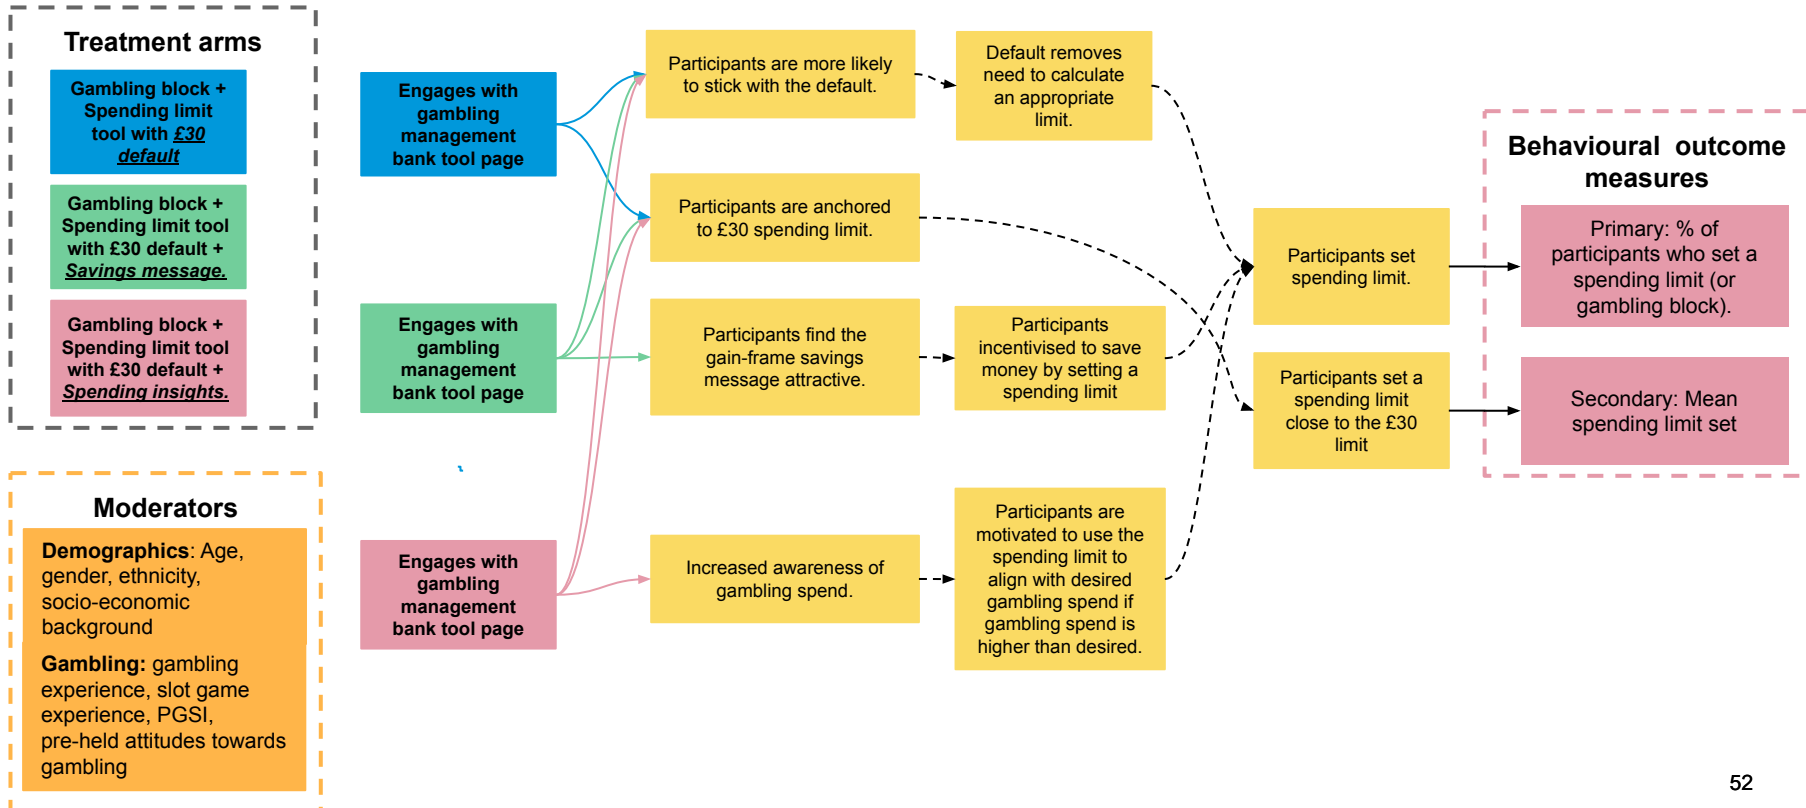 Treatment arms
Gambling block +
Spending limit
tool with £30
default
Gambling block +
Spending limit tool
with £30 default +
Savings message.
Gambling block +
Spending limit tool
with £30 default +
Spending insights.
Moderators
Demographics: Age,
gender, ethnicity,
socio-economic
background
Gambling: gambling
experience, slot game
experience, PGSI,
pre-held attitudes towards
gambling
Engages with
gambling
management
bank tool page
Engages with
gambling
management
bank tool page
Engages with
gambling
management
bank tool page
Participants are more likely
to stick with the default.
Participants are anchored
to £30 spending limit.
Participants find the
gain-frame savings
message attractive.
Increased awareness of
gambling spend.
Default removes
need to calculate
an appropriate
limit.
Participants
incentivised to save
money by setting a
spending limit
Participants are
motivated to use the
spending limit to
align with desired
gambling spend if
gambling spend is
higher than desired.
Participants set
spending limit.
Participants set a
spending limit
close to the £30
limit
Behavioural outcome
measures
Primary: % of
participants who set a
spending limit (or
gambling block).
Secondary: Mean
spending limit set
52